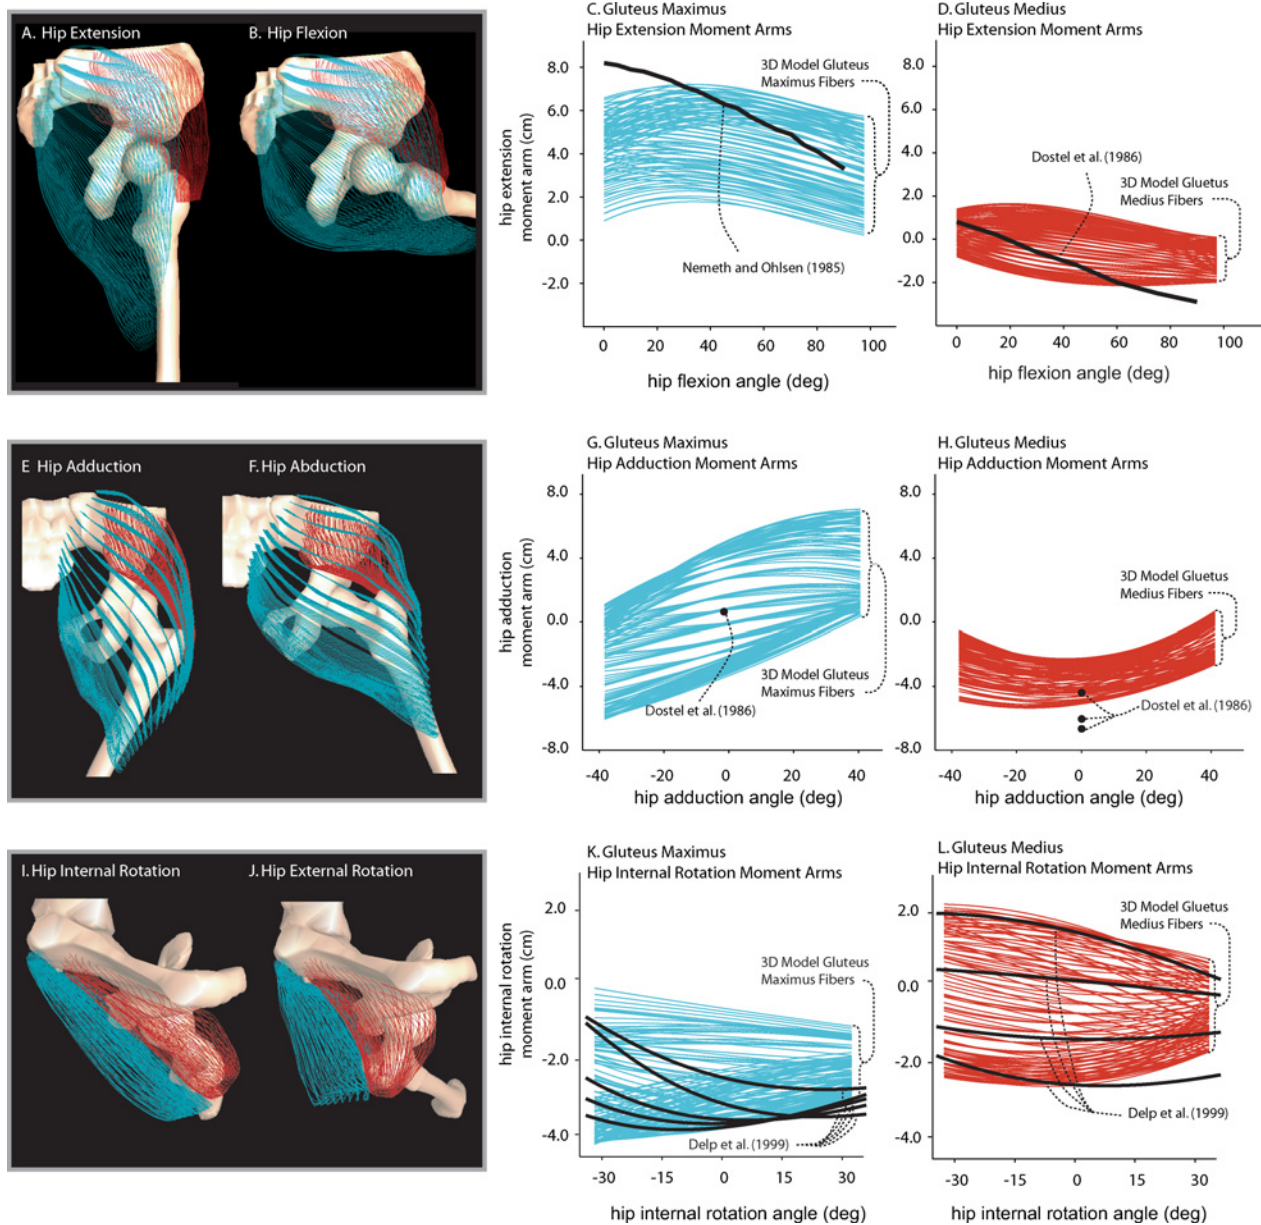 A. Hip Extension
B. Hip Flexion
C. Gluteus Maximus
Hip Extension Moment Arms
8.0
6.0
4.0
2.0
0.0
-2.0
hip extension
moment arm (cm)
3D Model Gluteus
Maximus Fibers
Nemeth and Ohlsen (1985)
0
20
40
60
80
100
hip flexion angle (deg)
D. Gluteus Medius
Hip Extension Moment Arms
8.0
6.0
4.0
2.0
0.0
-2.0
Dostel et al. (1986)
3D Model Gluetus
Medius Fibers
0
20
40
60
80
100
hip flexion angle (deg)
E Hip Adduction
F. Hip Abduction
G. Gluteus Maximus
Hip Adduction Moment Arms
8.0
4.0
0.0
-4.0
-8.0
hip adduction
moment arm (cm)
3D Model Gluteus
Maximus Fibers
Dostel et al. (1986)
-40
-20
0
20
40
hip adduction angle (deg)
H. Gluteus Medius
Hip Adduction Moment Arms
8.0
4.0
0.0
-4.0
-8.0
3D Model Gluetus
Medius Fibers
Dostel et al. (1986)
-40
-20
0
20
40
hip adduction angle (deg)
I. Hip Internal Rotation
J. Hip External Rotation
K. Gluteus Maximus
Hip Internal Rotation Moment Arms
2.0
0.0
-2.0
-4.0
hip internal rotation
moment arm (cm)
3D Model Gluteus
Maximus Fibers
Delp et al. (1999)
-30
-15
0
15
30
hip internal rotation angle (deg)
L. Gluteus Medius
Hip Internal Rotation Moment Arms
2.0
0.0
-2.0
-4.0
3D Model Gluetus
Medius Fibers
Delp et al. (1999)
-30
-15
0
15
30
hip internal rotation angle (deg)